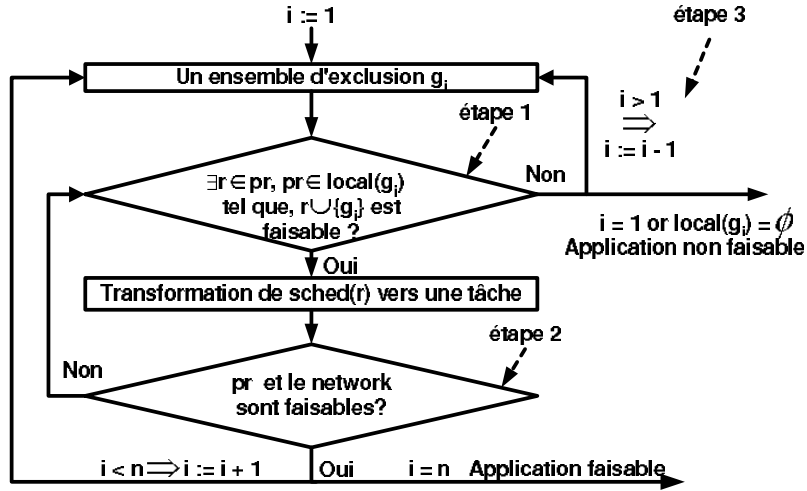 i := 1
étape 3
Un ensemble d'exclusion gᵢ
étape 1
i > 1
⇒
i := i - 1
∃r ∈ pr, pr ∈ local(gᵢ)
tel que, r ∪ {gᵢ} est
faisable ?
Non
i = 1 or local(gᵢ) = ϕ
Application non faisable
Oui
Transformation de sched(r) vers une tâche
étape 2
Non
pr et le network
sont faisables?
i < n ⇒ i := i + 1
Oui
i = n
Application faisable